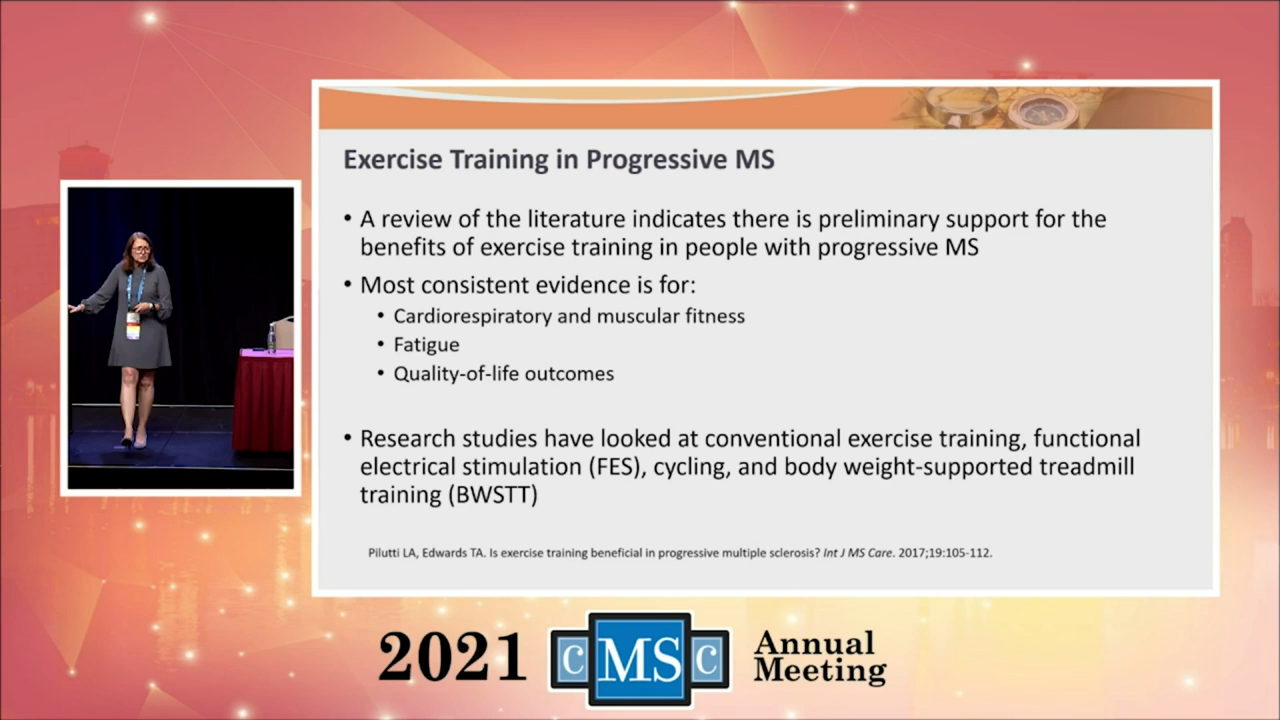 Exercise Training in Progressive MS
• A review of the literature indicates there is preliminary support for the
benefits of exercise training in people with progressive MS
• Most consistent evidence is for:
• Cardiorespiratory and muscular fitness
• Fatigue
• Quality-of-life outcomes
• Research studies have looked at conventional exercise training, functional
electrical stimulation (FES), cycling, and body weight-supported treadmill
training (BWSTT)
Pilutti LA, Edwards TA. Is exercise training beneficial in progressive multiple sclerosis? Int J MS Care. 2017;19:105-112.
2021 CMSC Annual
Meeting